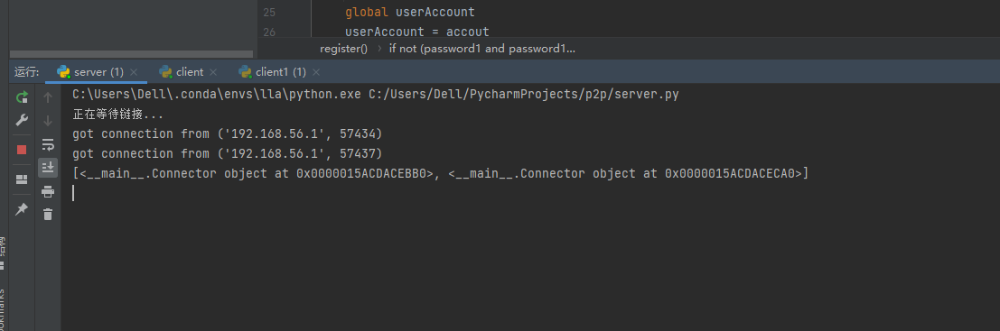 25 global userAccount
26 userAccount = accout
register() › if not (password1 and password1...
运行: server (1) × client × client1 (1) ×
C:\Users\Dell\.conda\envs\lla\python.exe C:/Users/Dell/PycharmProjects/p2p/server.py
正在等待链接...
got connection from ('192.168.56.1', 57434)
got connection from ('192.168.56.1', 57437)
[<__main__.Connector object at 0x0000015ACDACEBB0>, <__main__.Connector object at 0x0000015ACDACECA0>]
结构